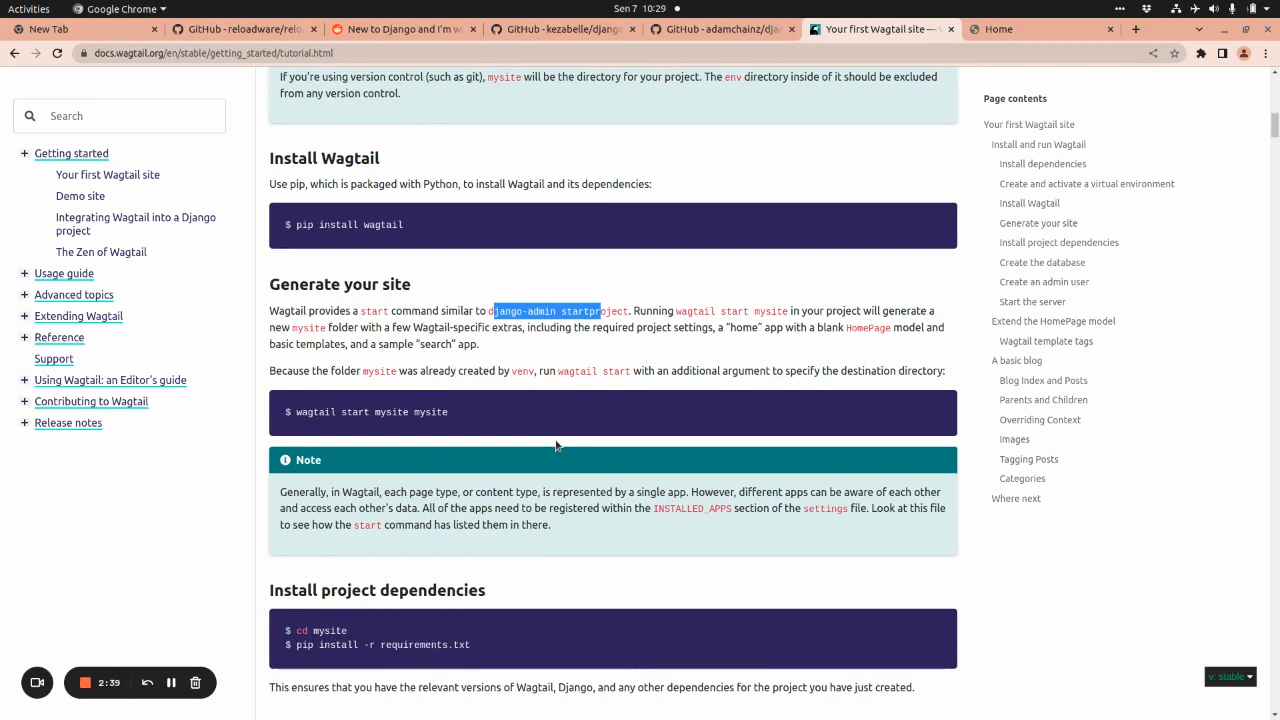 Activities
Google Chrome
Sen 7 10:29
New Tab
GitHub - reloadware/reloa
New to Django and I'm w
GitHub - kezabelle/djang
GitHub - adamchainz/dj
Your first Wagtail site —
Home
docs.wagtail.org/en/stable/getting_started/tutorial.html
If you're using version control (such as git), mysite will be the directory for your project. The env directory inside of it should be excluded
from any version control.
Search
Getting started
Your first Wagtail site
Demo site
Integrating Wagtail into a Django
project
The Zen of Wagtail
Usage guide
Advanced topics
Extending Wagtail
Reference
Support
Using Wagtail: an Editor's guide
Contributing to Wagtail
Release notes
Install Wagtail
Use pip, which is packaged with Python, to install Wagtail and its dependencies:
$ pip install wagtail
Generate your site
Wagtail provides a start command similar to django-admin startproject. Running wagtail start mysite in your project will generate a
new mysite folder with a few Wagtail-specific extras, including the required project settings, a "home" app with a blank HomePage model and
basic templates, and a sample "search" app.
Because the folder mysite was already created by venv, run wagtail start with an additional argument to specify the destination directory:
$ wagtail start mysite mysite
Note
Generally, in Wagtail, each page type, or content type, is represented by a single app. However, different apps can be aware of each other
and access each other's data. All of the apps need to be registered within the INSTALLED_APPS section of the settings file. Look at this file
to see how the start command has listed them in there.
Install project dependencies
$ cd mysite
$ pip install -r requirements.txt
This ensures that you have the relevant versions of Wagtail, Django, and any other dependencies for the project you have just created.
Page contents
Your first Wagtail site
Install and run Wagtail
Install dependencies
Create and activate a virtual environment
Install Wagtail
Generate your site
Install project dependencies
Create the database
Create an admin user
Start the server
Extend the HomePage model
Wagtail template tags
A basic blog
Blog Index and Posts
Parents and Children
Overriding Context
Images
Tagging Posts
Categories
Where next
2:39
v: stable